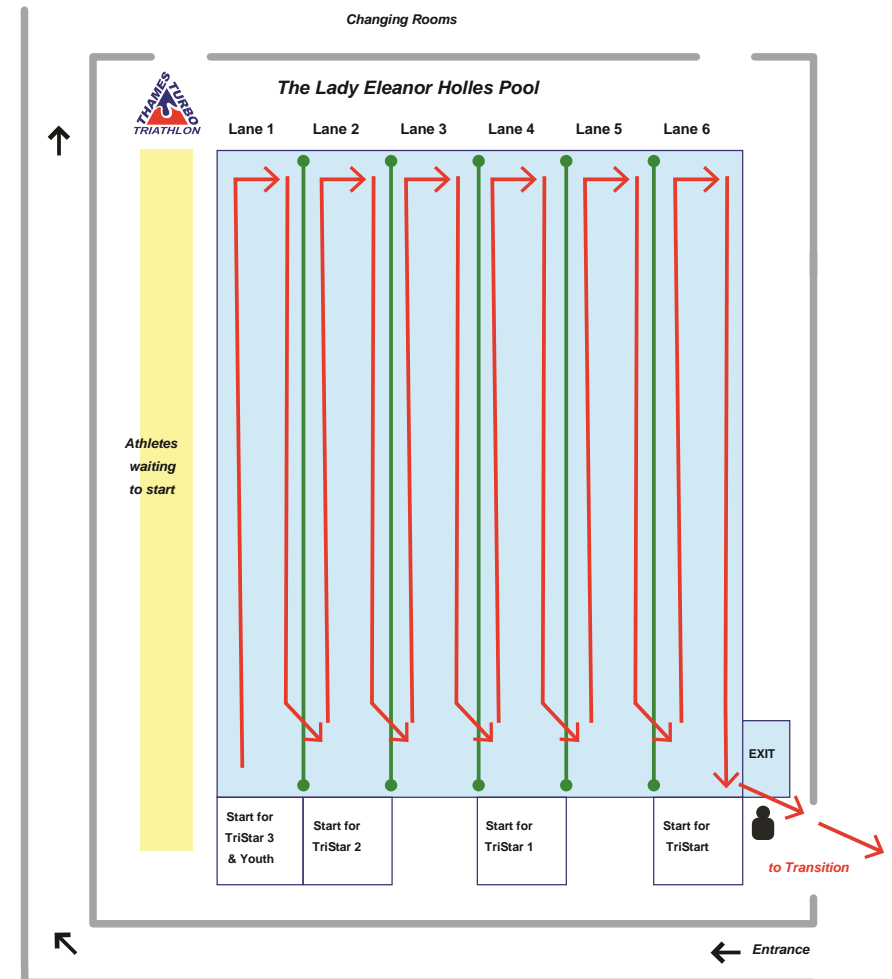 Changing Rooms
The Lady Eleanor Holles Pool
THAMES TURBO
TRIATHLON
Lane 1 Lane 2 Lane 3 Lane 4 Lane 5 Lane 6
Athletes
waiting
to start
EXIT
Start for
TriStar 3
& Youth
Start for
TriStar 2
Start for
TriStar 1
Start for
TriStart
to Transition
Entrance